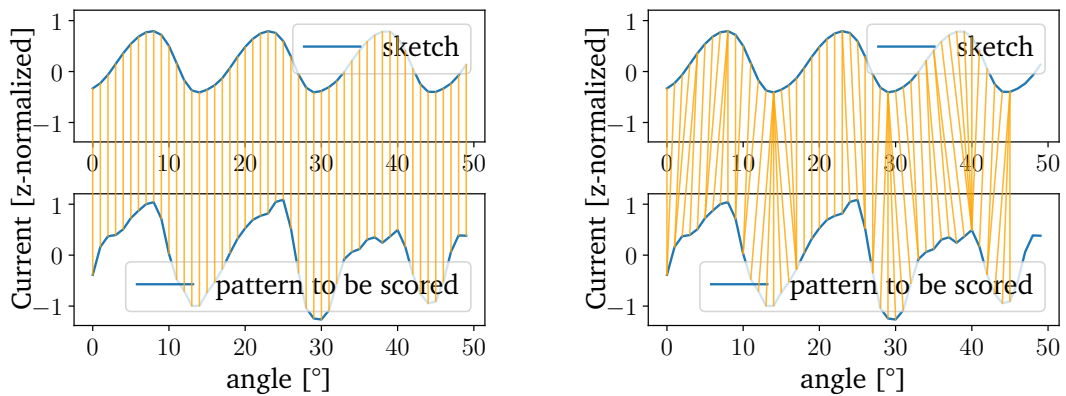 Current [z-normalized]
1
0
−1
sketch
0 10 20 30 40 50
1
0
−1
pattern to be scored
0 10 20 30 40 50
angle [°]
Current [z-normalized]
1
0
−1
sketch
0 10 20 30 40 50
1
0
−1
pattern to be scored
0 10 20 30 40 50
angle [°]